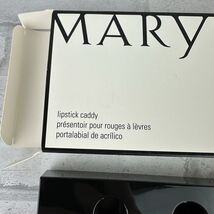 MARY
lipstick caddy
présentoir pour rouges à lèvres
portalabial de acrílico